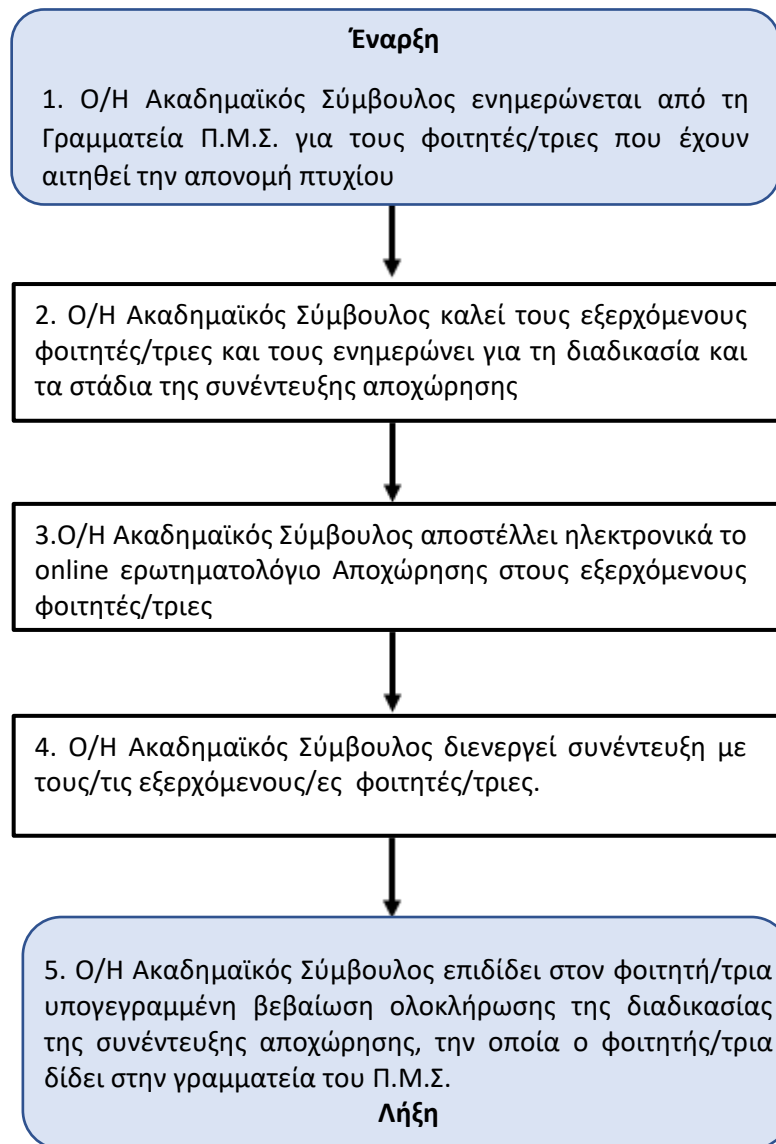 Έναρξη
1. Ο/Η Ακαδημαϊκός Σύμβουλος ενημερώνεται από τη
Γραμματεία Π.Μ.Σ. για τους φοιτητές/τριες που έχουν
αιτηθεί την απονομή πτυχίου
2. Ο/Η Ακαδημαϊκός Σύμβουλος καλεί τους εξερχόμενους
φοιτητές/τριες και τους ενημερώνει για τη διαδικασία και
τα στάδια της συνέντευξης αποχώρησης
3.Ο/Η Ακαδημαϊκός Σύμβουλος αποστέλλει ηλεκτρονικά το
online ερωτηματολόγιο Αποχώρησης στους εξερχόμενους
φοιτητές/τριες
4. Ο/Η Ακαδημαϊκός Σύμβουλος διενεργεί συνέντευξη με
τους/τις εξερχόμενους/ες φοιτητές/τριες.
5. Ο/Η Ακαδημαϊκός Σύμβουλος επιδίδει στον φοιτητή/τρια
υπογεγραμμένη βεβαίωση ολοκλήρωσης της διαδικασίας
της συνέντευξης αποχώρησης, την οποία ο φοιτητής/τρια
δίδει στην γραμματεία του Π.Μ.Σ.
Λήξη